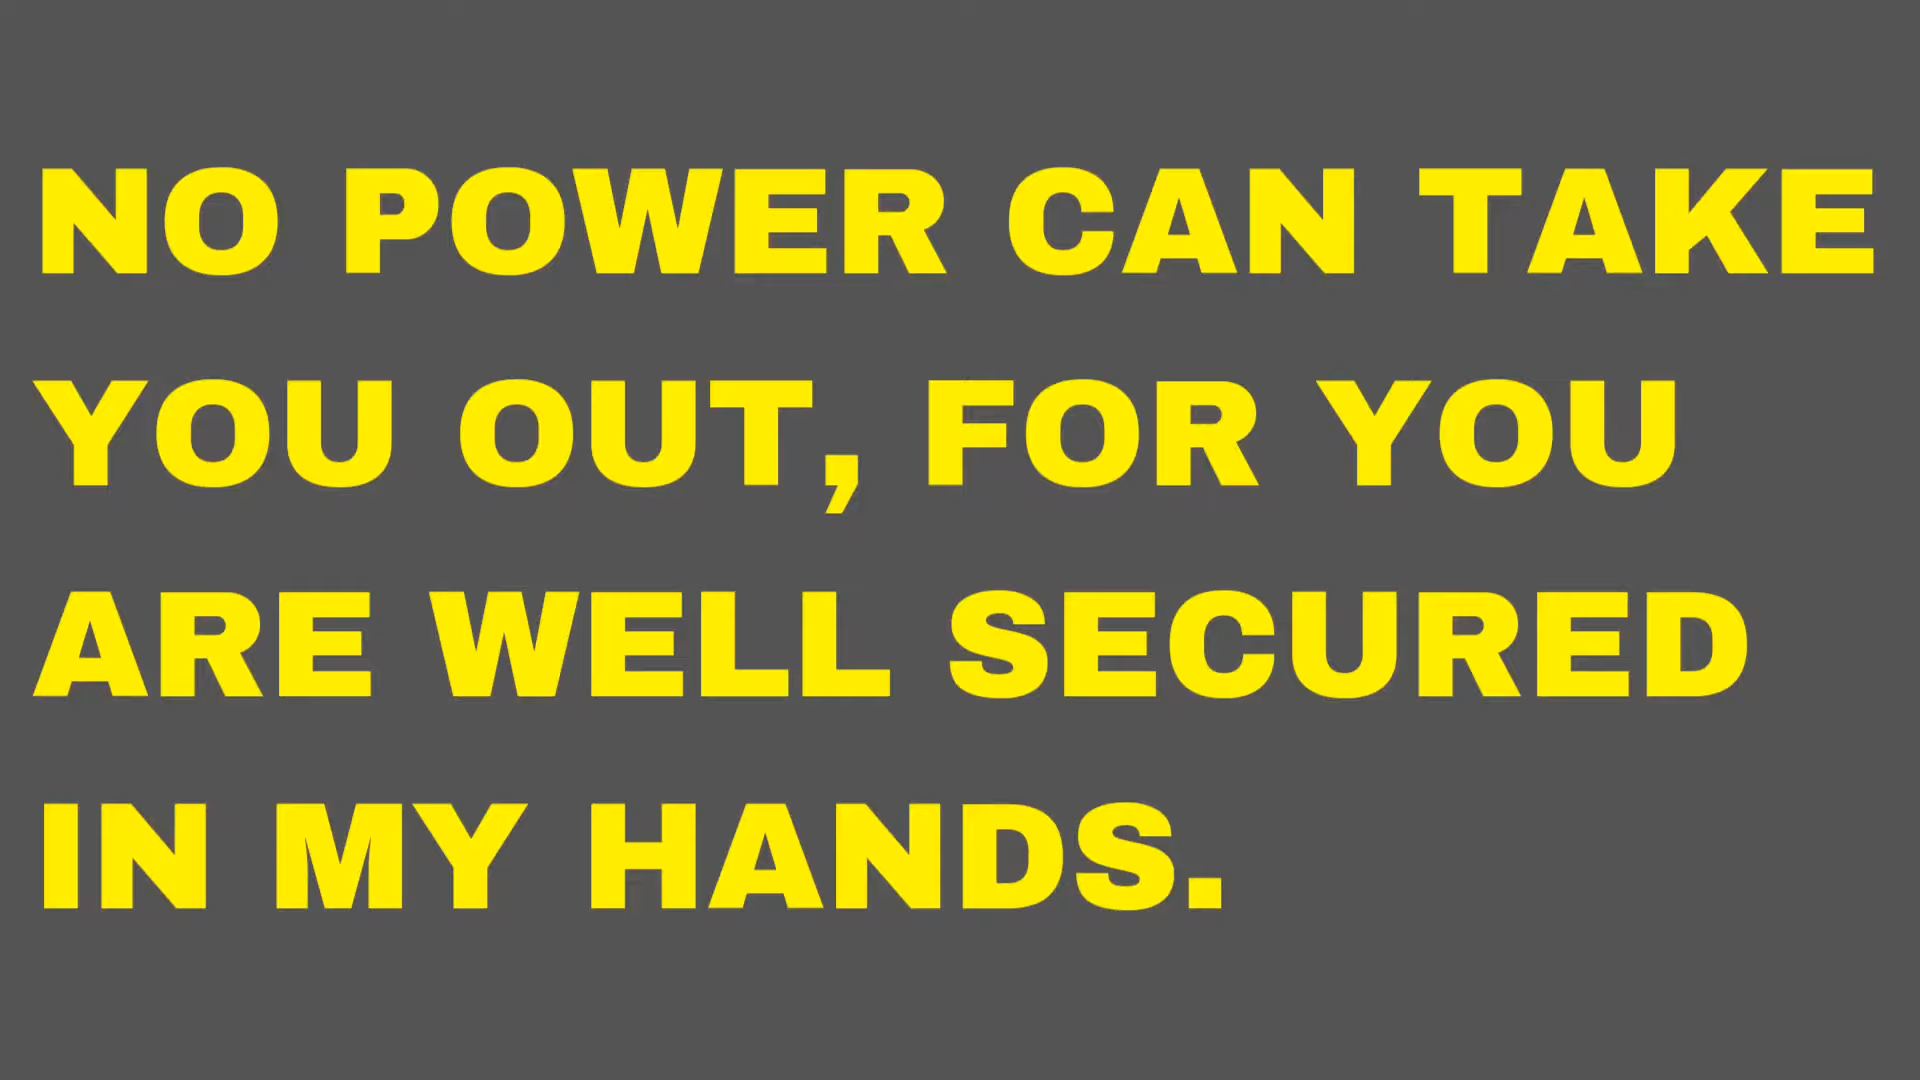 NO POWER CAN TAKE
YOU OUT, FOR YOU
ARE WELL SECURED
IN MY HANDS.